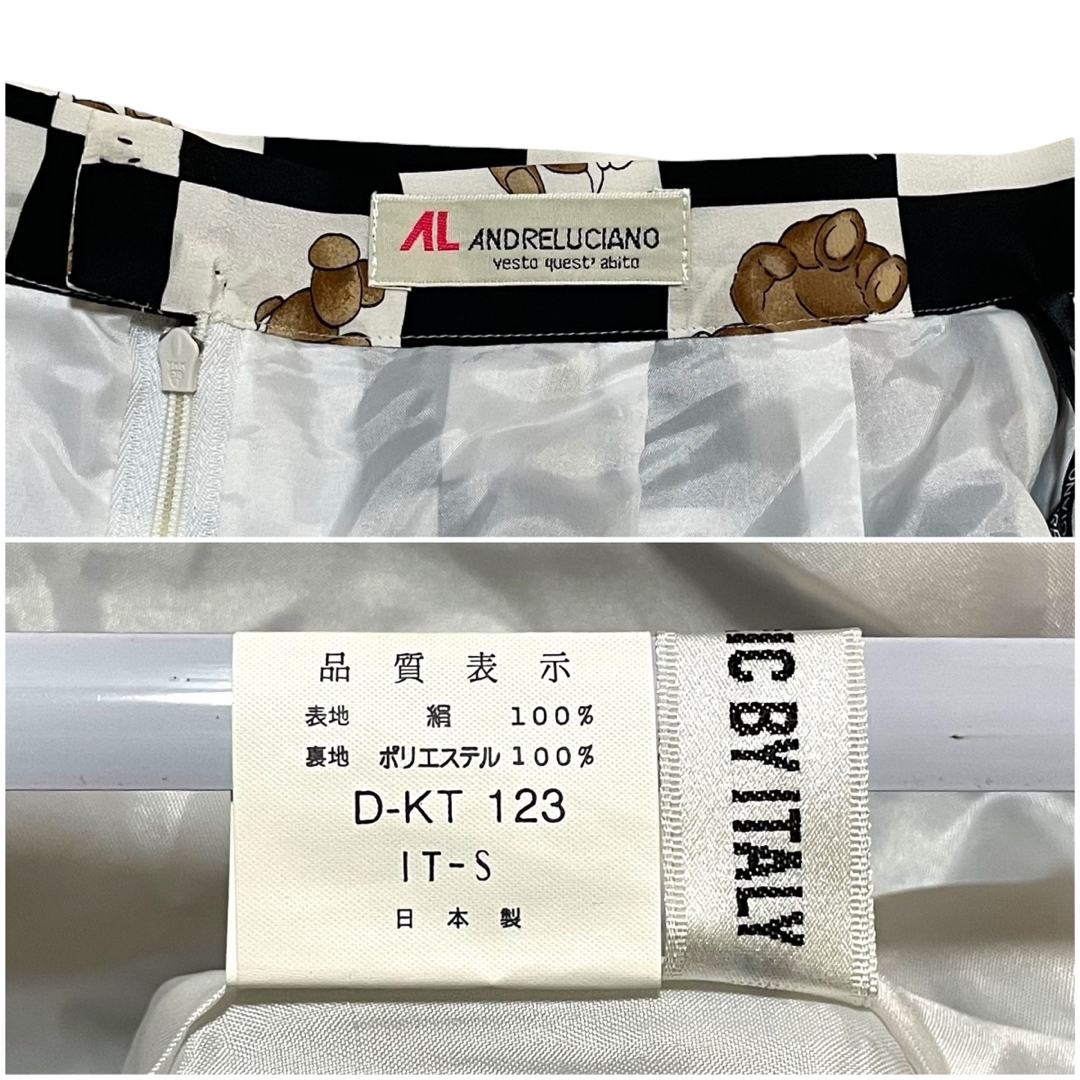 AL ANDRELUCIANO
vesto quest' abito
YKK
品質表示
表地 絹 100%
裏地 ポリエステル 100%
D-KT 123
IT-S
日本製
BY ITALY